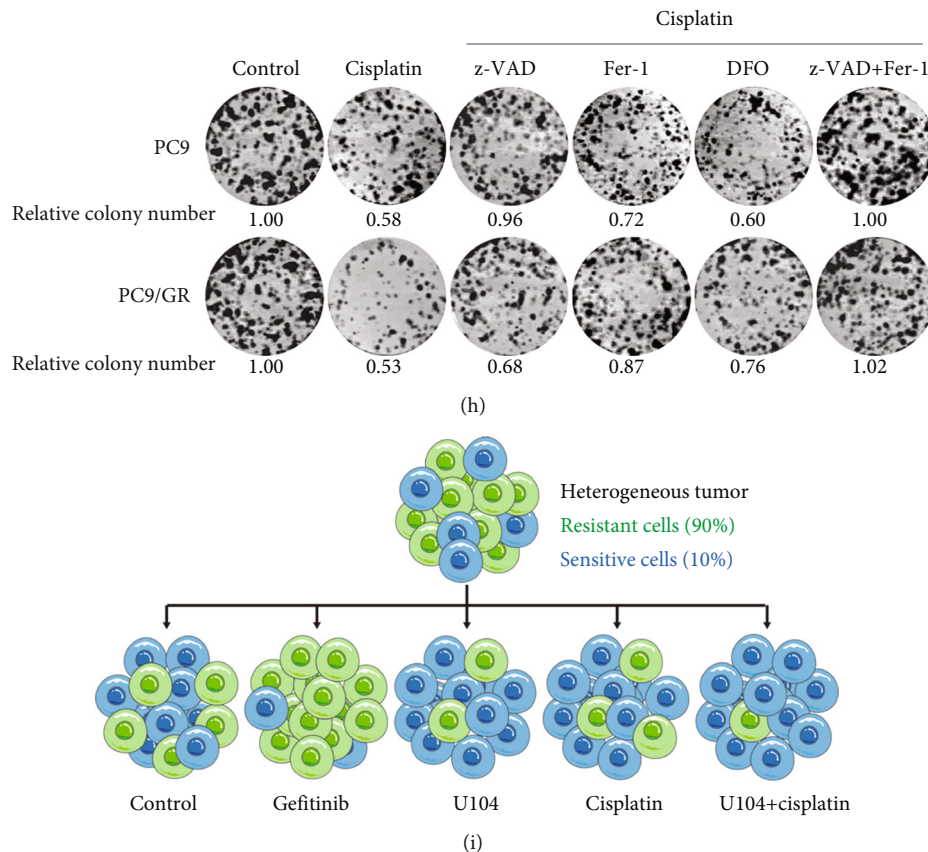 Cisplatin
Control Cisplatin z-VAD Fer-1 DFO z-VAD+Fer-1
PC9
Relative colony number 1.00 0.58 0.96 0.72 0.60 1.00
PC9/GR
Relative colony number 1.00 0.53 0.68 0.87 0.76 1.02
(h)
Heterogeneous tumor
Resistant cells (90%)
Sensitive cells (10%)
Control Gefitinib U104 Cisplatin U104+cisplatin
(i)